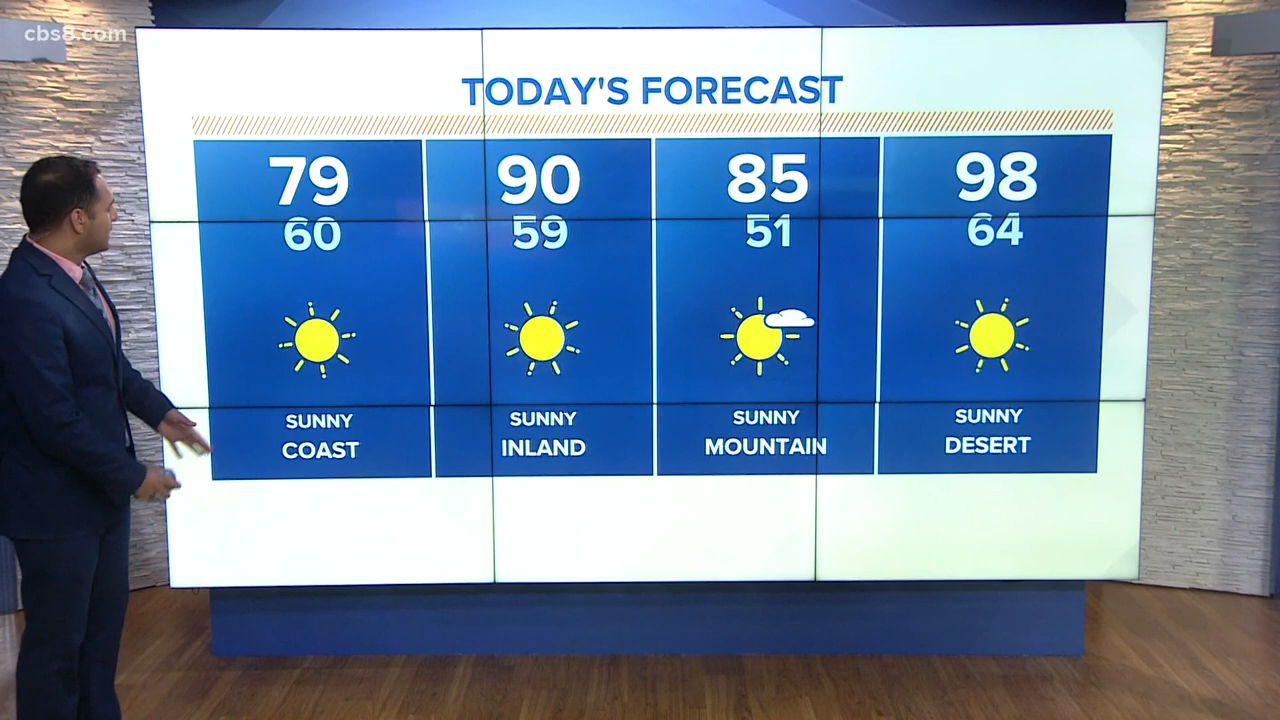 cbs8.com
TODAY'S FORECAST
79
60
SUNNY
COAST
90
59
SUNNY
INLAND
85
51
SUNNY
MOUNTAIN
98
64
SUNNY
DESERT